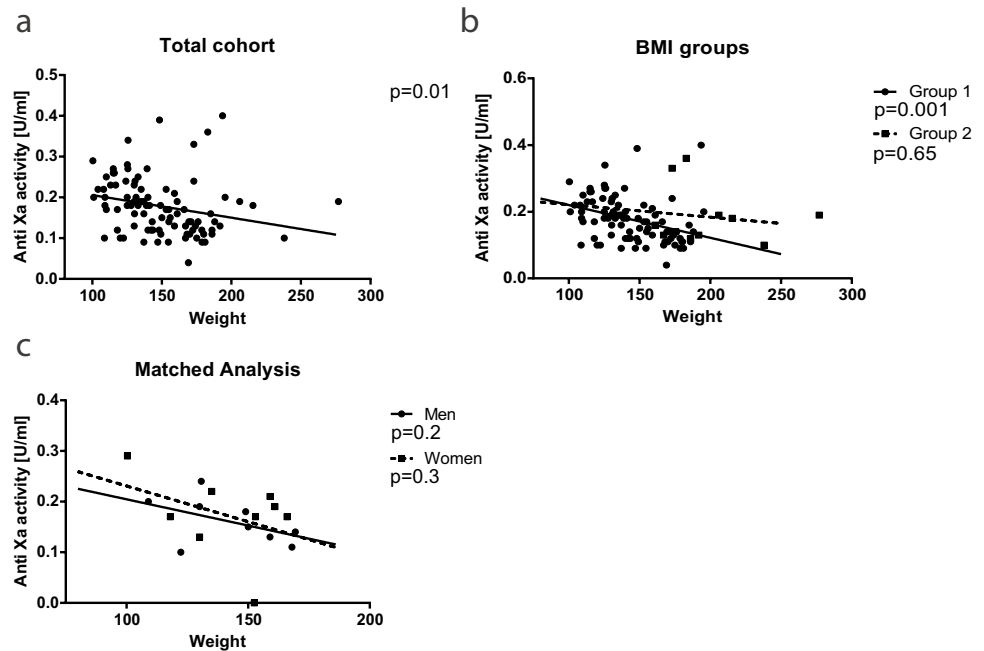 a
Total cohort
Anti Xa activity [U/ml]
0.5
0.4
0.3
0.2
0.1
0.0
100 150 200 250 300
Weight
p=0.01
b
BMI groups
Anti Xa activity [U/ml]
0.6
0.4
0.2
0.0
100 150 200 250 300
Weight
Group 1
p=0.001
Group 2
p=0.65
c
Matched Analysis
Anti Xa activity [U/ml]
0.4
0.3
0.2
0.1
0.0
100 150 200
Weight
Men
p=0.2
Women
p=0.3